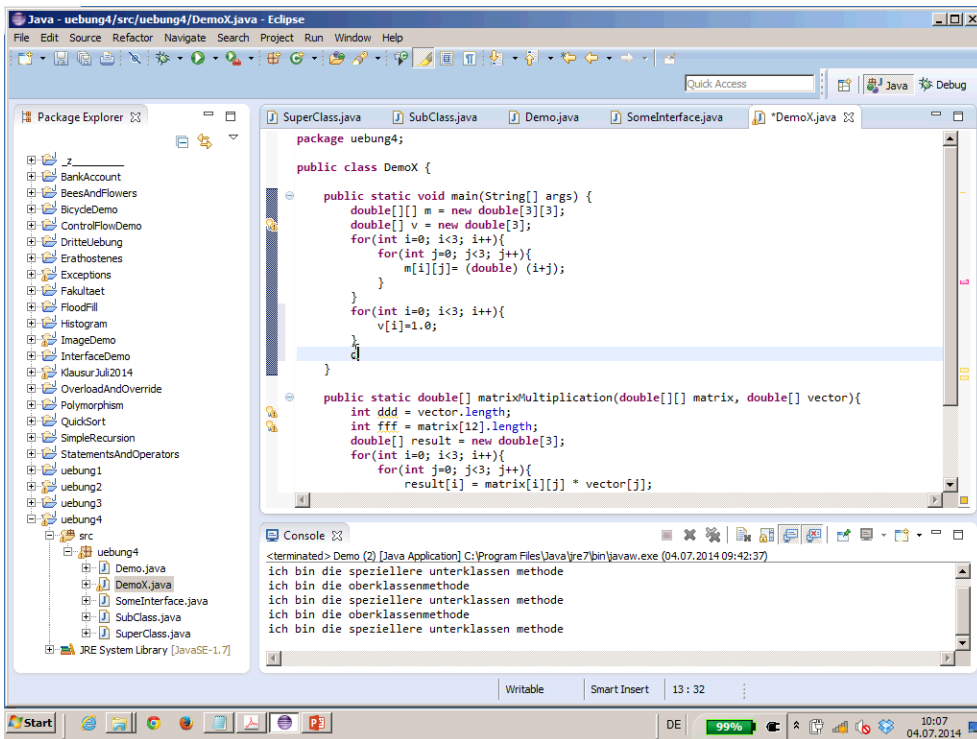 Java - uebung4/src/uebung4/DemoX.java - Eclipse
File Edit Source Refactor Navigate Search Project Run Window Help
Quick Access
Java
Debug
Package Explorer
SuperClass.java
SubClass.java
Demo.java
SomeInterface.java
*DemoX.java
_z_________
BankAccount
BeesAndFlowers
BicycleDemo
ControlFlowDemo
DritteUebung
Erathostenes
Exceptions
Fakultaet
FloodFill
Histogram
ImageDemo
InterfaceDemo
KlausurJuli2014
OverloadAndOverride
Polymorphism
QuickSort
SimpleRecursion
StatementsAndOperators
uebung1
uebung2
uebung3
uebung4
src
uebung4
Demo.java
DemoX.java
SomeInterface.java
SubClass.java
SuperClass.java
JRE System Library [JavaSE-1.7]
package uebung4;
public class DemoX {
public static void main(String[] args) {
double[][] m = new double[3][3];
double[] v = new double[3];
for(int i=0; i<3; i++){
for(int j=0; j<3; j++){
m[i][j]= (double) (i+j);
}
}
for(int i=0; i<3; i++){
v[i]=1.0;
}
}
public static double[] matrixMultiplication(double[][] matrix, double[] vector){
int ddd = vector.length;
int fff = matrix[12].length;
double[] result = new double[3];
for(int i=0; i<3; i++){
for(int j=0; j<3; j++){
result[i] = matrix[i][j] * vector[j];
Console
<terminated> Demo (2) [Java Application] C:\Program Files\Java\jre7\bin\javaw.exe (04.07.2014 09:42:37)
ich bin die speziellere unterklassen methode
ich bin die oberklassenmethode
ich bin die speziellere unterklassen methode
ich bin die oberklassenmethode
ich bin die speziellere unterklassen methode
Writable
Smart Insert
13 : 32
Start
DE
99%
10:07
04.07.2014